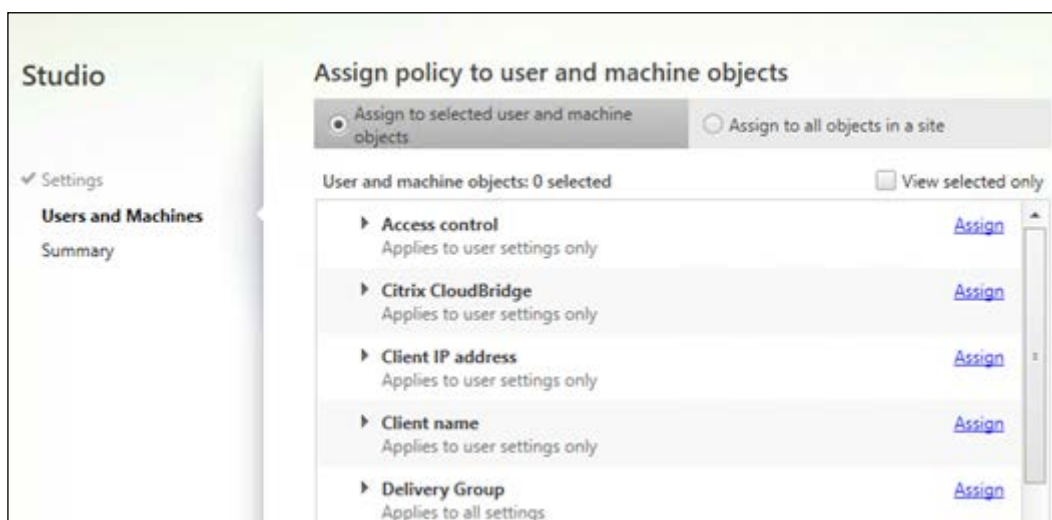 Studio
Assign policy to user and machine objects
Assign to selected user and machine
objects
Assign to all objects in a site
Settings
Users and Machines
Summary
User and machine objects: 0 selected
View selected only
Access control
Assign
Applies to user settings only
Citrix CloudBridge
Assign
Applies to user settings only
Client IP address
Assign
Applies to user settings only
Client name
Assign
Applies to user settings only
Delivery Group
Assign
Applies to all settings